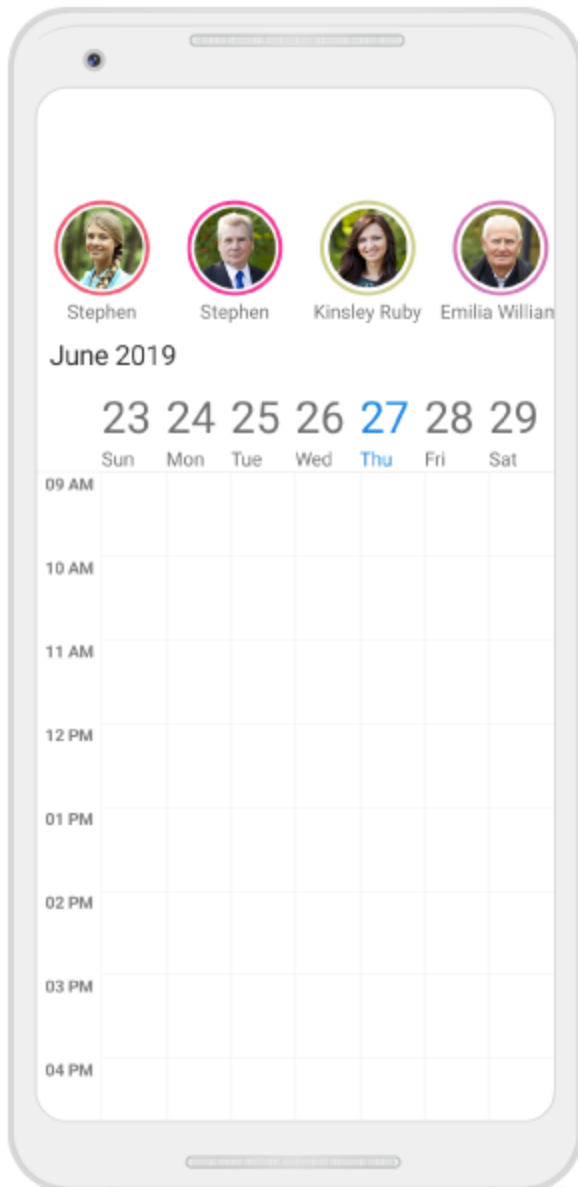 Stephen Stephen Kinsley Ruby Emilia William
June 2019
23 24 25 26 27 28 29
Sun Mon Tue Wed Thu Fri Sat
09 AM
10 AM
11 AM
12 PM
01 PM
02 PM
03 PM
04 PM